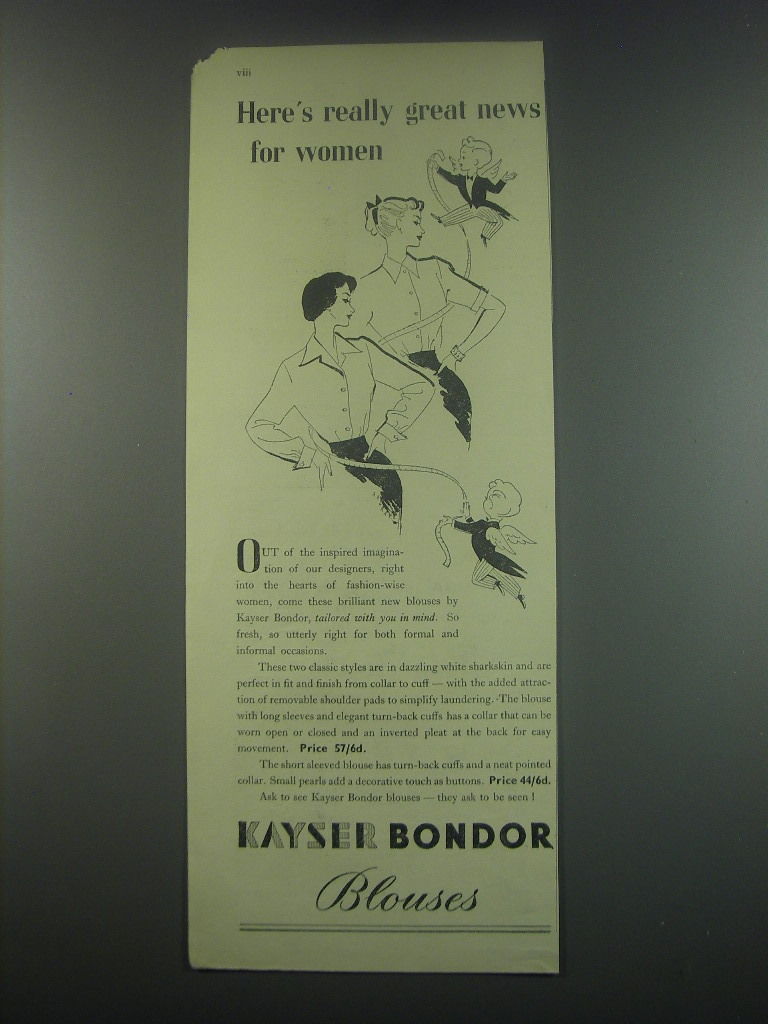 viii
Here's really great news
for women
OUT of the inspired imagina-
tion of our designers, right
into the hearts of fashion-wise
women, come these brilliant new blouses by
Kayser Bondor, tailored with you in mind. So
fresh, so utterly right for both formal and
informal occasions.
These two classic styles are in dazzling white sharkskin and are
perfect in fit and finish from collar to cuff — with the added attrac-
tion of removable shoulder pads to simplify laundering. The blouse
with long sleeves and elegant turn-back cuffs has a collar that can be
worn open or closed and an inverted pleat at the back for easy
movement. Price 57/6d.
The short sleeved blouse has turn-back cuffs and a neat pointed
collar. Small pearls add a decorative touch as buttons. Price 44/6d.
Ask to see Kayser Bondor blouses — they ask to be seen !
KAYSER BONDOR
Blouses